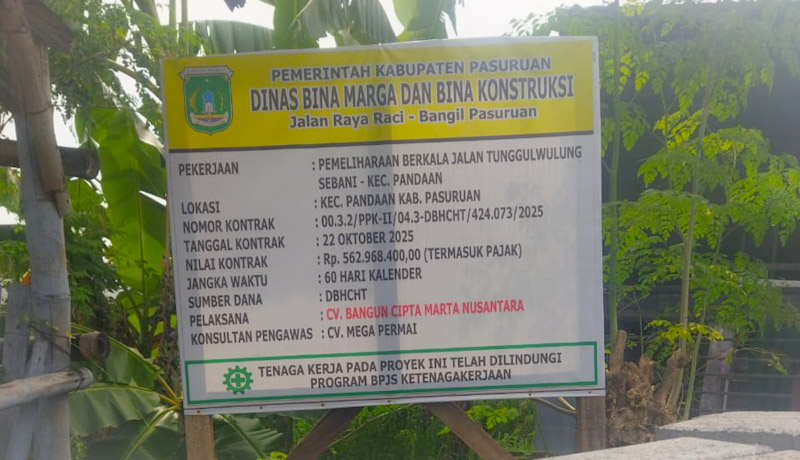 PEMERINTAH KABUPATEN PASURUAN
DINAS BINA MARGA DAN BINA KONSTRUKSI
Jalan Raya Raci - Bangil Pasuruan
PEKERJAAN : PEMELIHARAAN BERKALA JALAN TUNGGULWULUNG
SEBANI - KEC. PANDAAN
LOKASI : KEC. PANDAAN KAB. PASURUAN
NOMOR KONTRAK : 00.3.2/PPK-II/04.3-DBHCHT/424.073/2025
TANGGAL KONTRAK : 22 OKTOBER 2025
NILAI KONTRAK : Rp. 562.968.400,00 (TERMASUK PAJAK)
JANGKA WAKTU : 60 HARI KALENDER
SUMBER DANA : DBHCHT
PELAKSANA : CV. BANGUN CIPTA MARTA NUSANTARA
KONSULTAN PENGAWAS : CV. MEGA PERMAI
TENAGA KERJA PADA PROYEK INI TELAH DILINDUNGI
PROGRAM BPJS KETENAGAKERJAAN